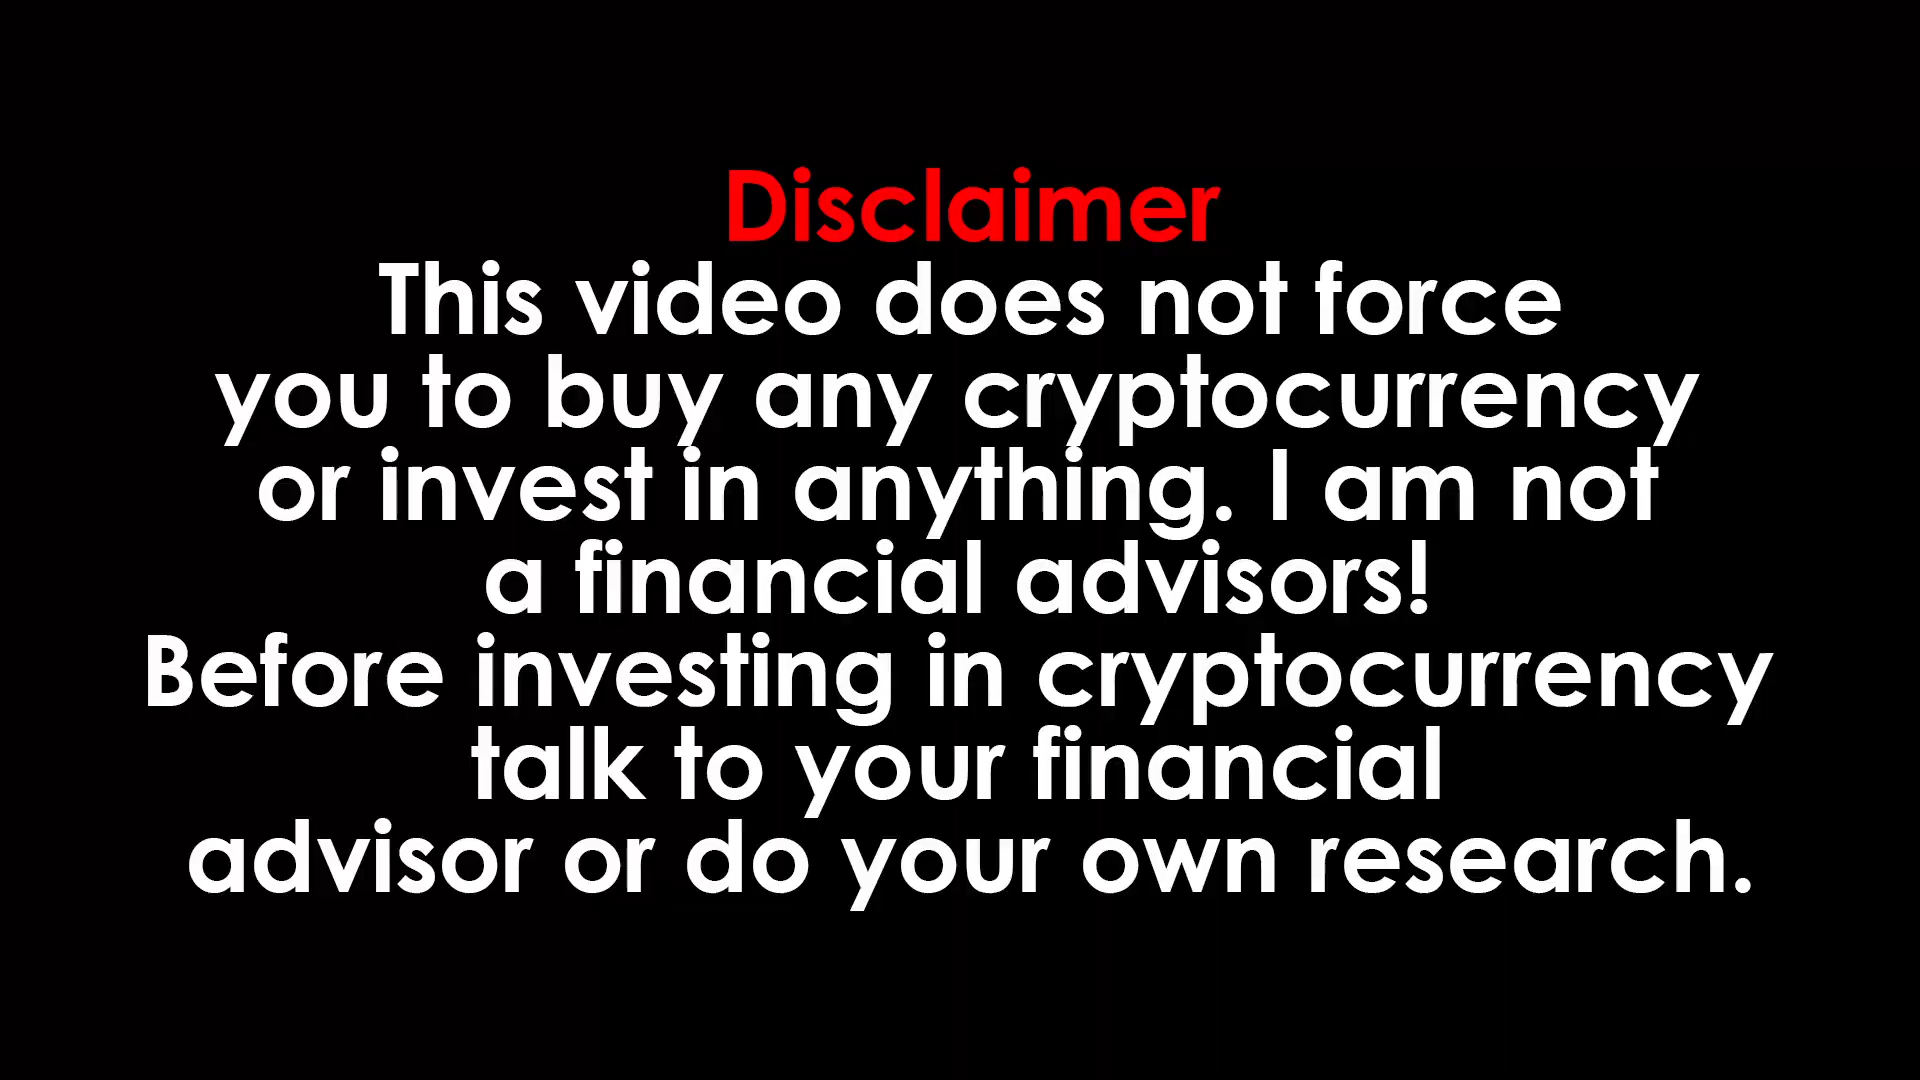 Disclaimer
This video does not force
you to buy any cryptocurrency
or invest in anything. I am not
a financial advisors!
Before investing in cryptocurrency
talk to your financial
advisor or do your own research.